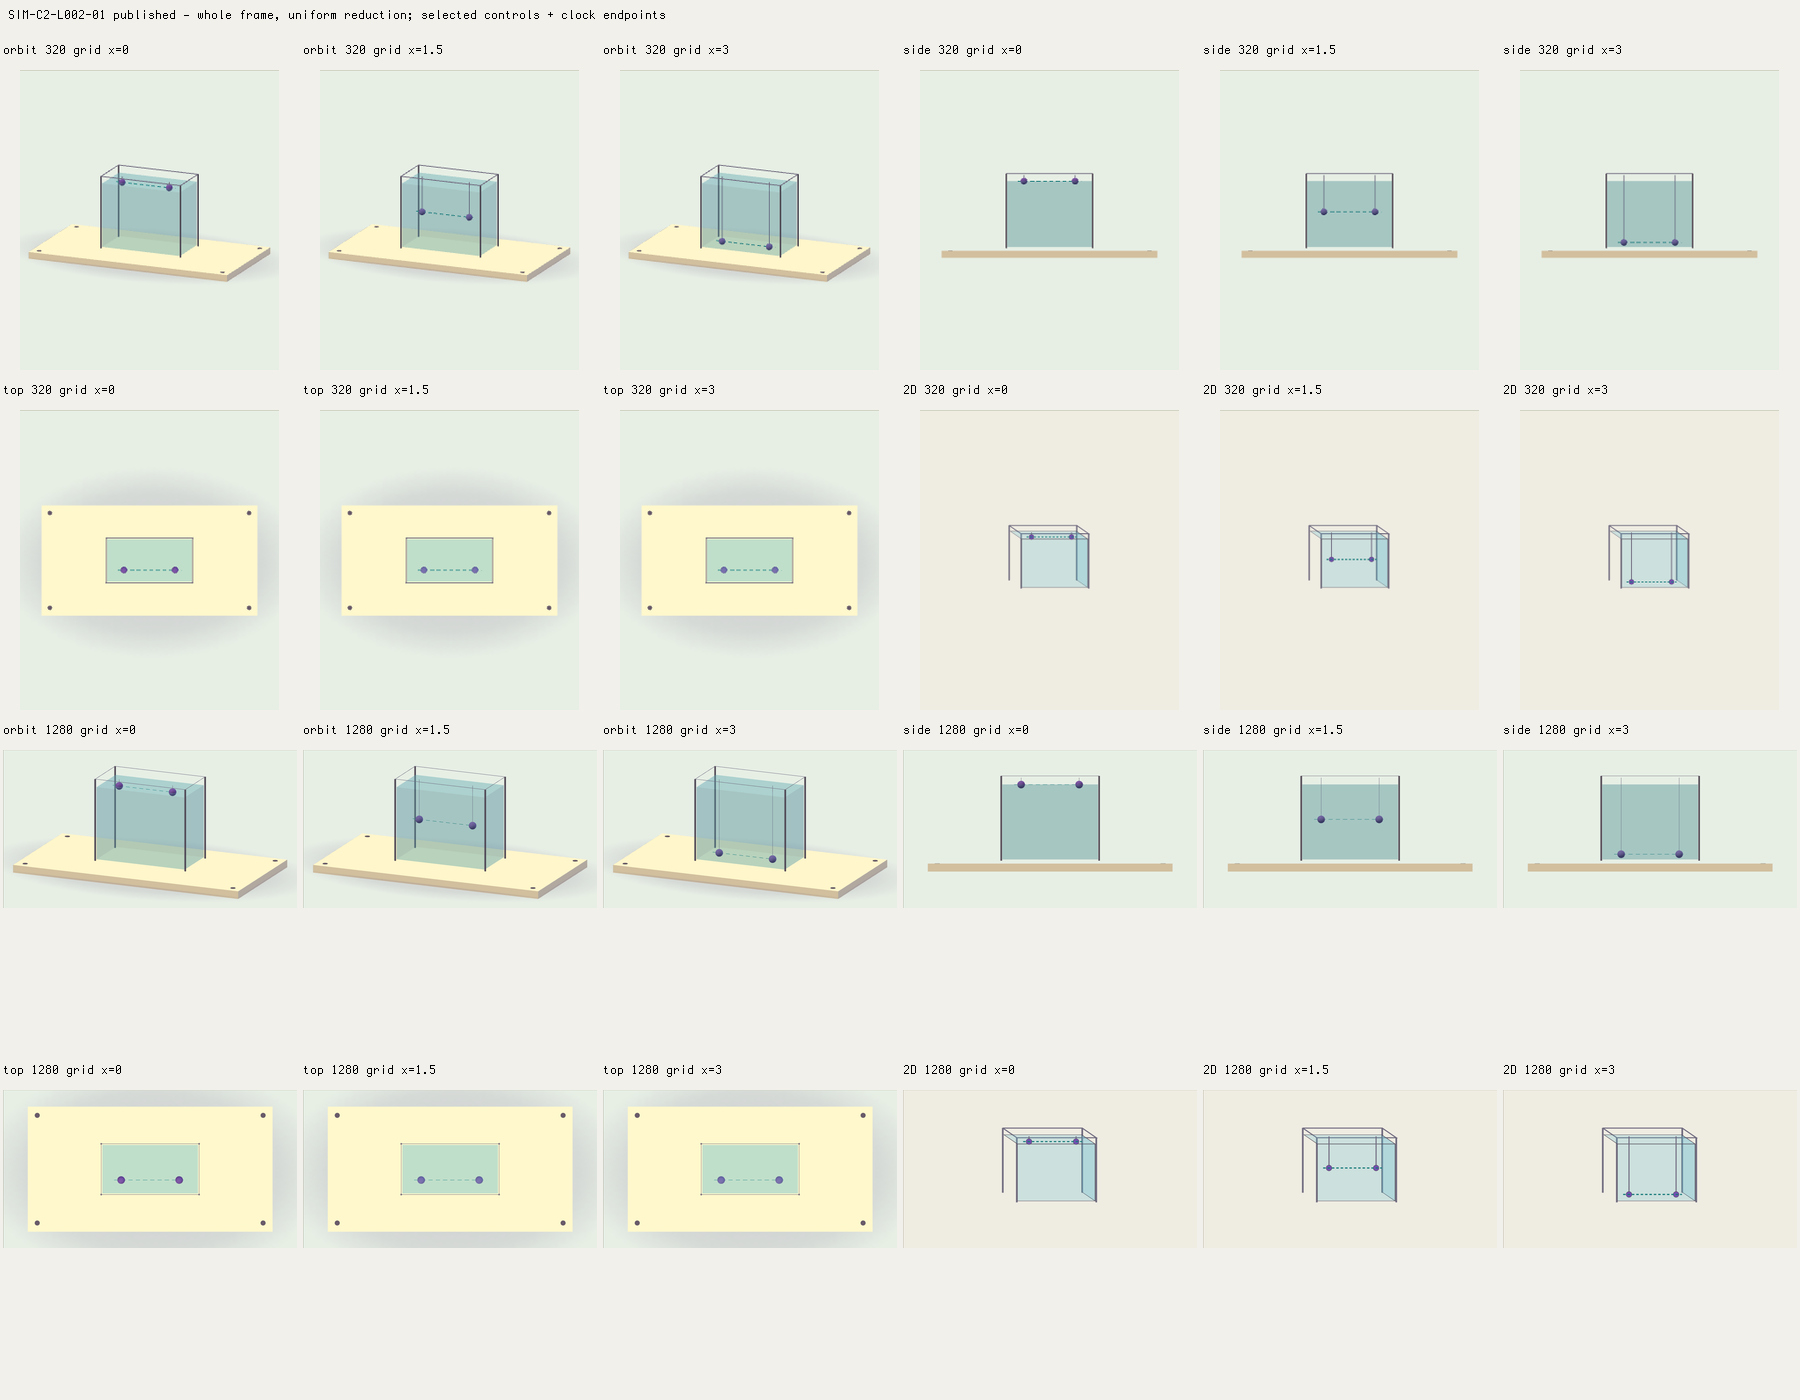 SIM-C2-L002-01 published — whole frame, uniform reduction; selected controls + clock endpoints
orbit 320 grid x=0
orbit 320 grid x=1.5
orbit 320 grid x=3
side 320 grid x=0
side 320 grid x=1.5
side 320 grid x=3
top 320 grid x=0
top 320 grid x=1.5
top 320 grid x=3
2D 320 grid x=0
2D 320 grid x=1.5
2D 320 grid x=3
orbit 1280 grid x=0
orbit 1280 grid x=1.5
orbit 1280 grid x=3
side 1280 grid x=0
side 1280 grid x=1.5
side 1280 grid x=3
top 1280 grid x=0
top 1280 grid x=1.5
top 1280 grid x=3
2D 1280 grid x=0
2D 1280 grid x=1.5
2D 1280 grid x=3